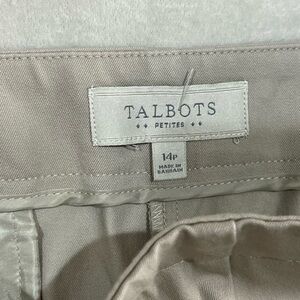 TALBOTS
PETITES
14P
MADE IN
BAHRAIN